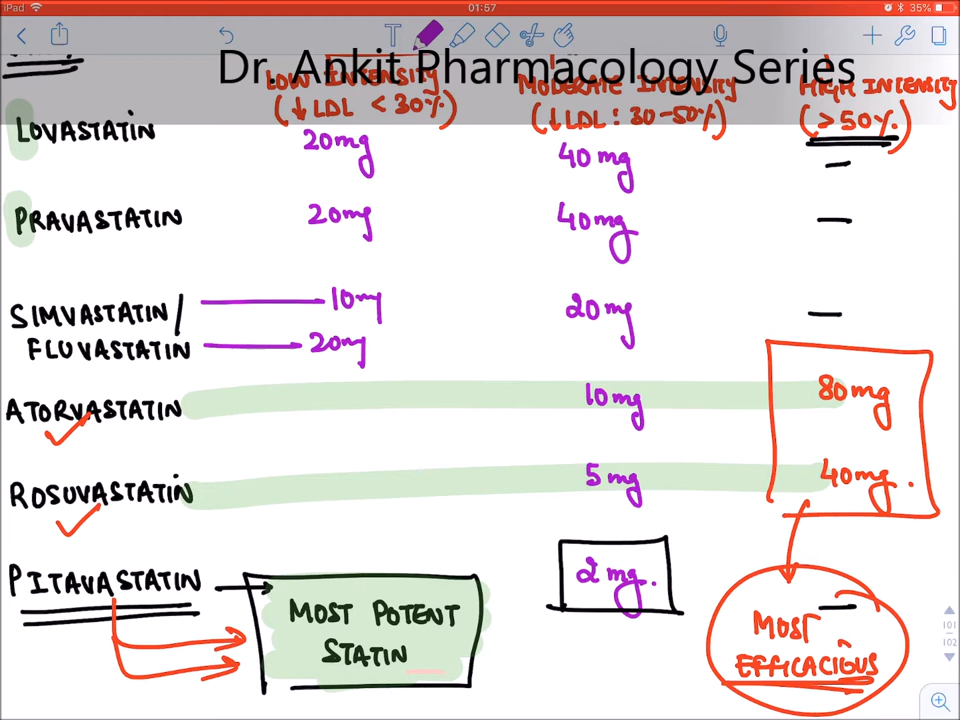 iPad 01:57 35%
Dr. Ankit Pharmacology Series
LOW INTENSITY MODERATE INTENSITY HIGH INTENSITY
(↓ LDL < 30%) (↓ LDL : 30-50%) (> 50%)
LOVASTATIN 20mg 40mg –
PRAVASTATIN 20mg 40mg –
SIMVASTATIN/ 10mg 20mg –
FLUVASTATIN 20mg
ATORVASTATIN 10mg 80mg
ROSUVASTATIN 5mg 40mg.
PITAVASTATIN 2mg. –
MOST POTENT
STATIN
MOST
EFFICACIOUS
101
102